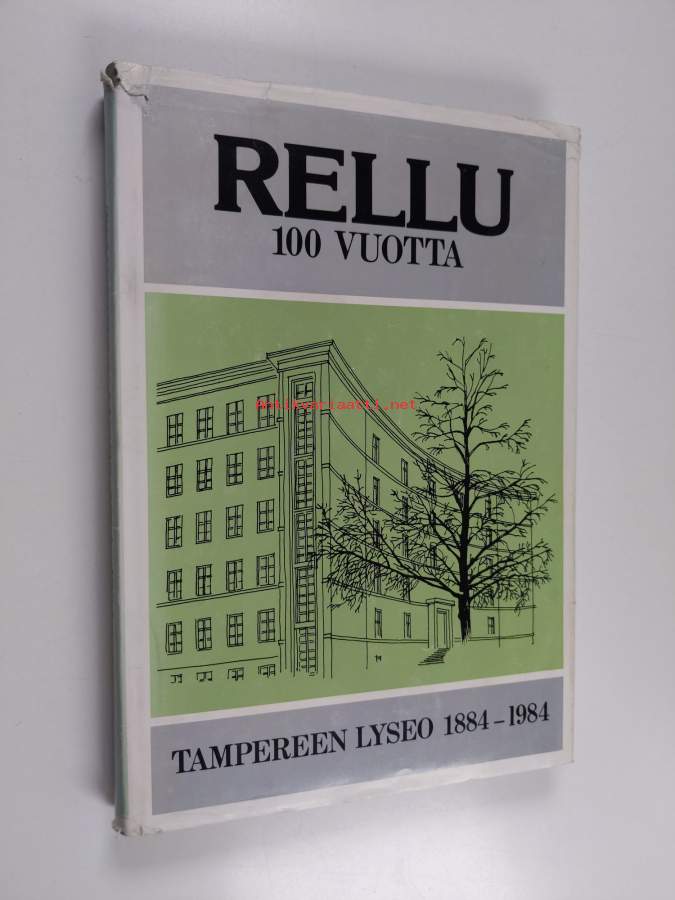 RELLU
100 VUOTTA
Antikvariaatti.net
TAMPEREEN LYSEO 1884–1984